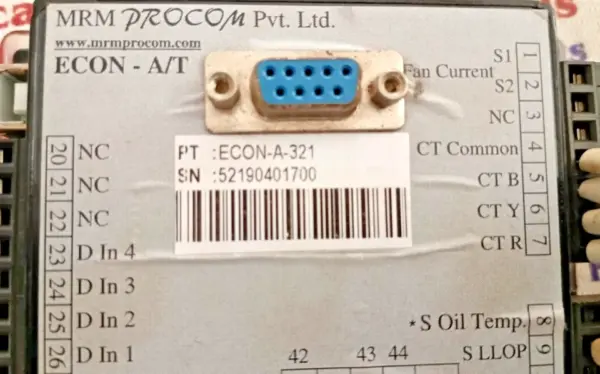 MRM PROCOM Pvt. Ltd.
www.mrmprocom.com
ECON - A/T
S1 1
Fan Current
S2 2
NC 3
CT Common 4
CT B 5
CT Y 6
CT R 7
PT :ECON-A-321
SN :52190401700
20 NC
21 NC
22 NC
23 D In 4
24 D In 3
25 D In 2
26 D In 1
*S Oil Temp. 8
S LLOP 9
42 43 44